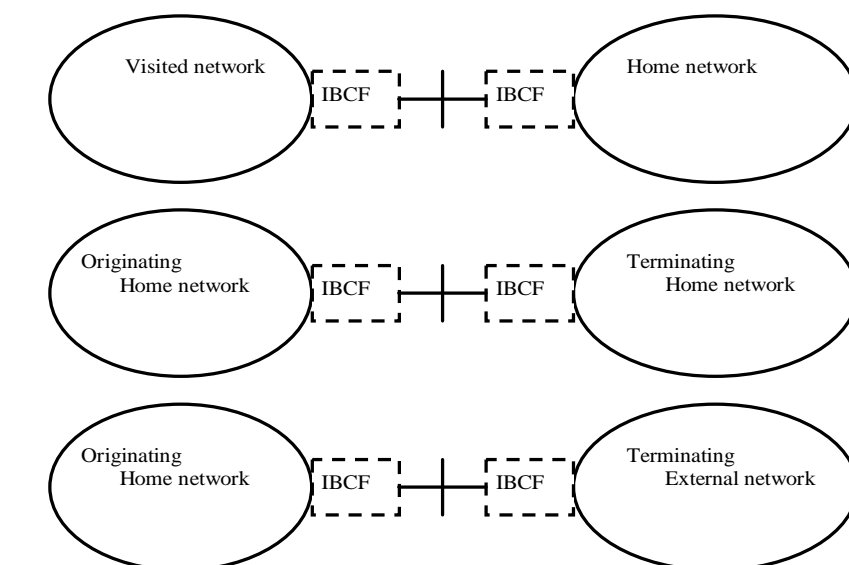 Visited network
IBCF
IBCF
Home network
Originating
Home network
IBCF
IBCF
Terminating
Home network
Originating
Home network
IBCF
IBCF
Terminating
External network